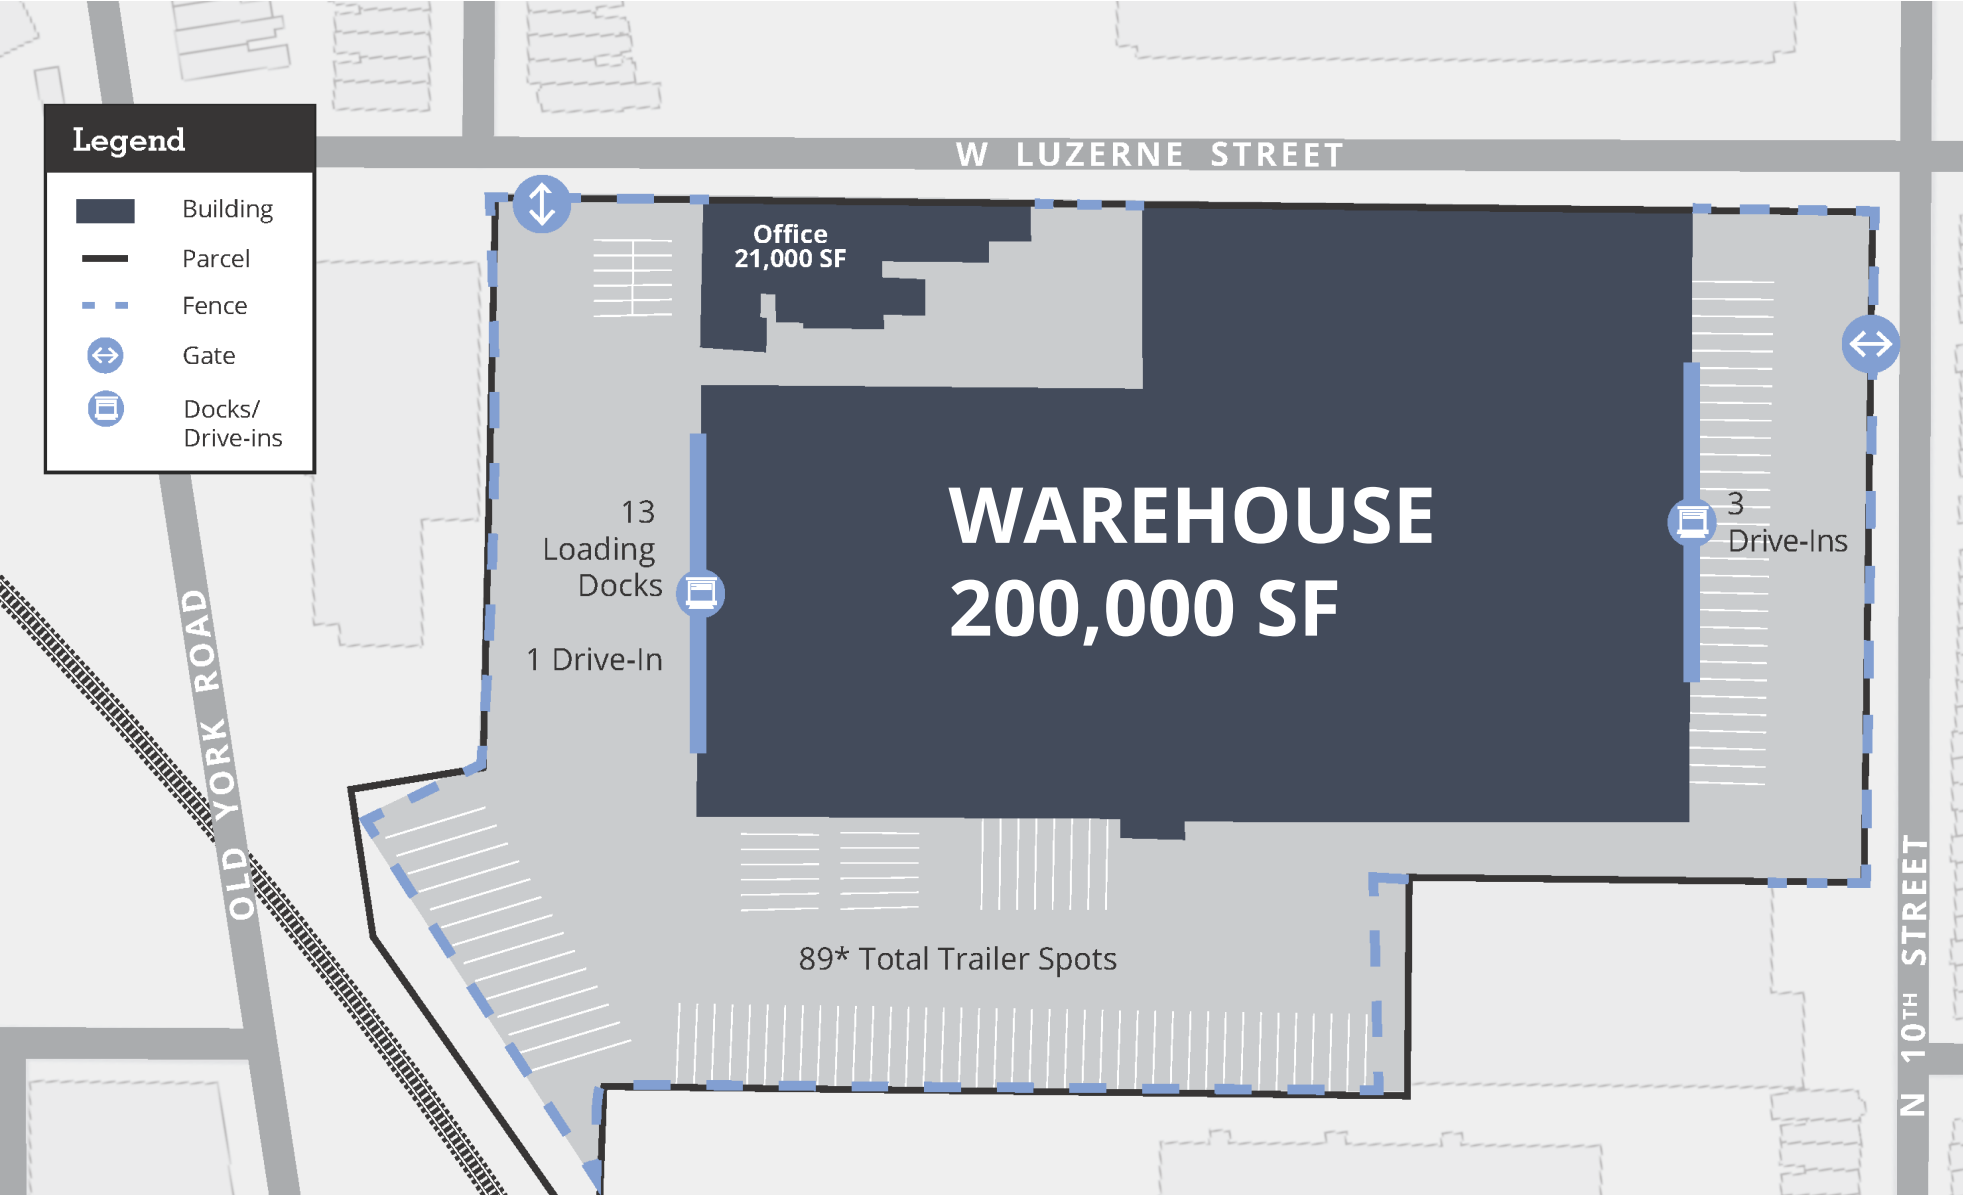 W LUZERNE STREET
Legend
Building
Parcel
Fence
Gate
Docks/
Drive-ins
Office
21,000 SF
WAREHOUSE
200,000 SF
13
Loading
Docks
1 Drive-In
3
Drive-Ins
89* Total Trailer Spots
OLD YORK ROAD
N 10TH STREET